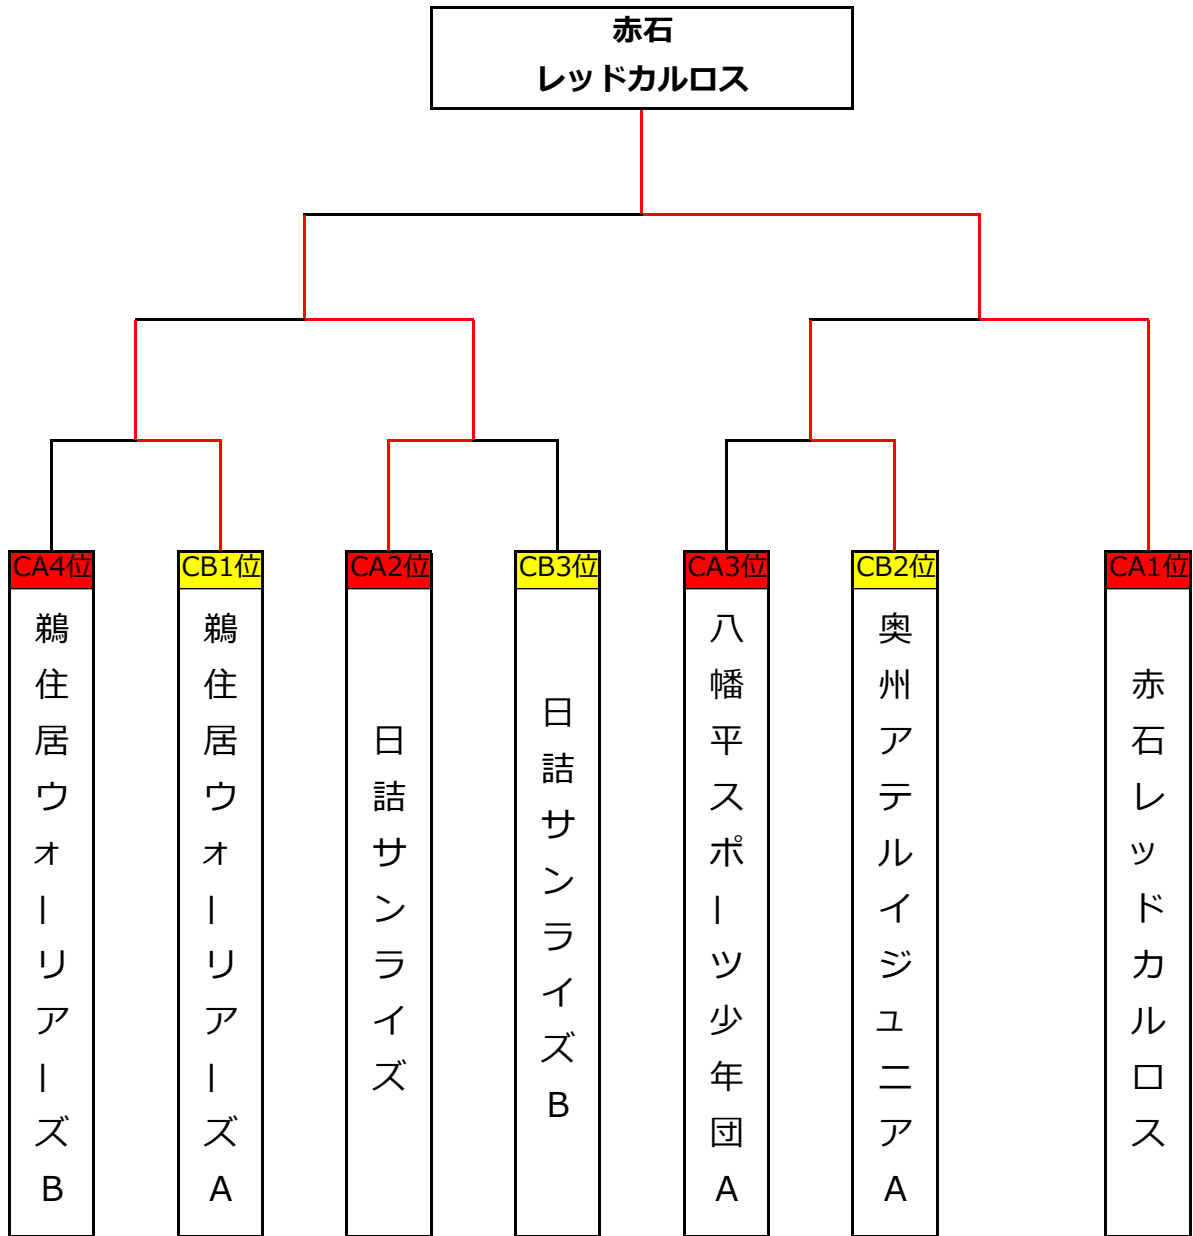 赤石
レッドカルロス
CA4位
鵜住居ウォーリアーズB
CB1位
鵜住居ウォーリアーズA
CA2位
日詰サンライズ
CB3位
日詰サンライズB
CA3位
八幡平スポーツ少年団A
CB2位
奥州アテルイジュニアA
CA1位
赤石レッドカルロス